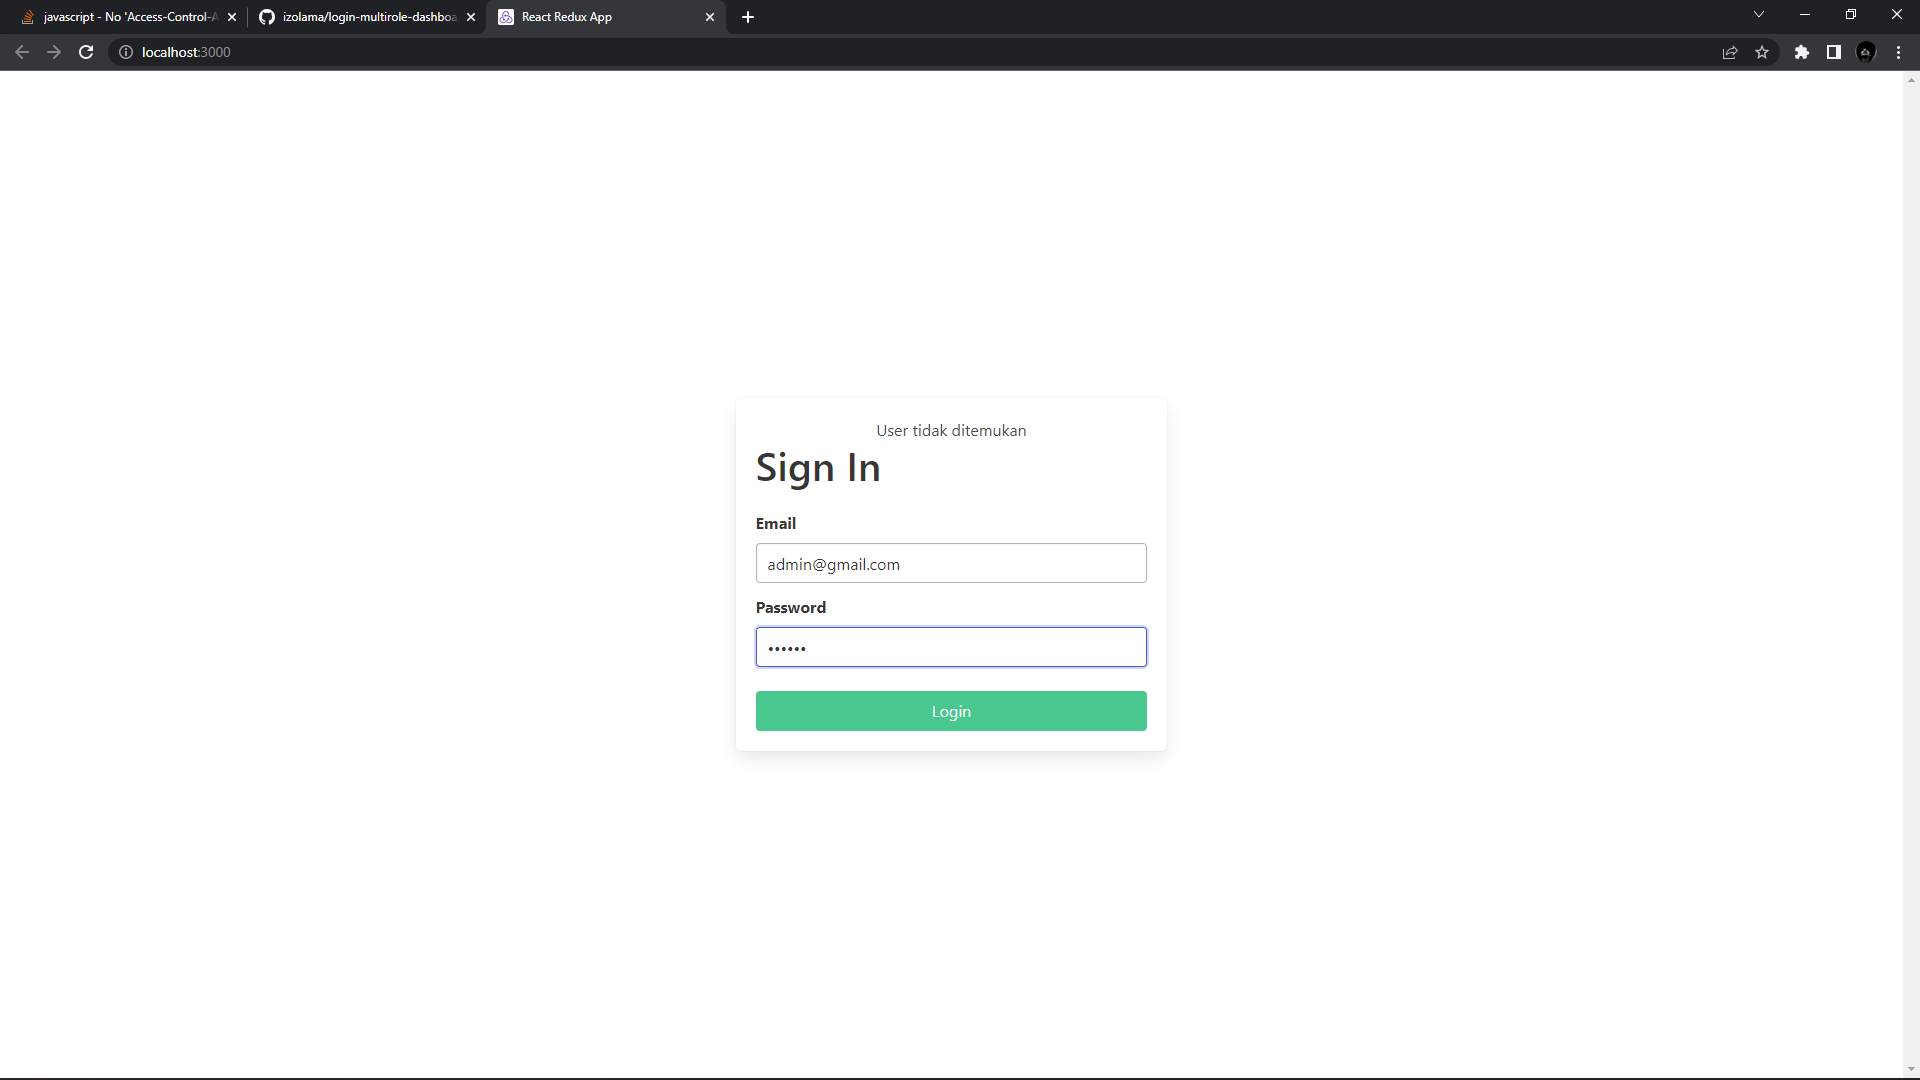 javascript - No 'Access-Control-A
izolama/login-multirole-dashboa
React Redux App
localhost:3000
User tidak ditemukan
Sign In
Email
admin@gmail.com
Password
••••••
Login